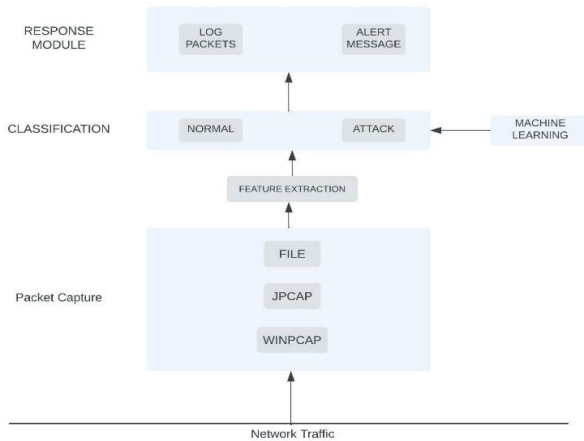 RESPONSE
MODULE
LOG
PACKETS
ALERT
MESSAGE
CLASSIFICATION
NORMAL
ATTACK
MACHINE
LEARNING
FEATURE EXTRACTION
Packet Capture
FILE
JPCAP
WINPCAP
Network Traffic